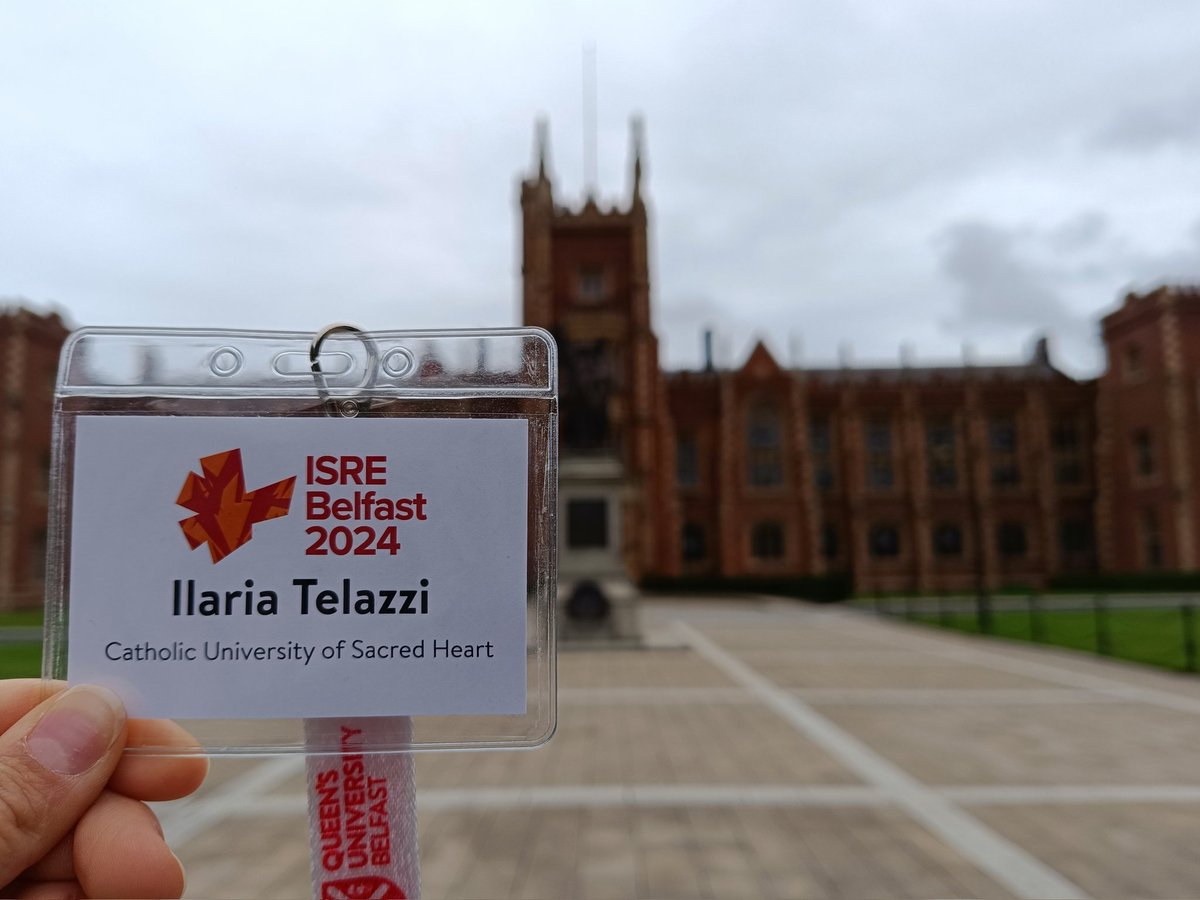 ISRE
Belfast
2024
Ilaria Telazzi
Catholic University of Sacred Heart
QUEEN'S
UNIVERSITY
BELFAST